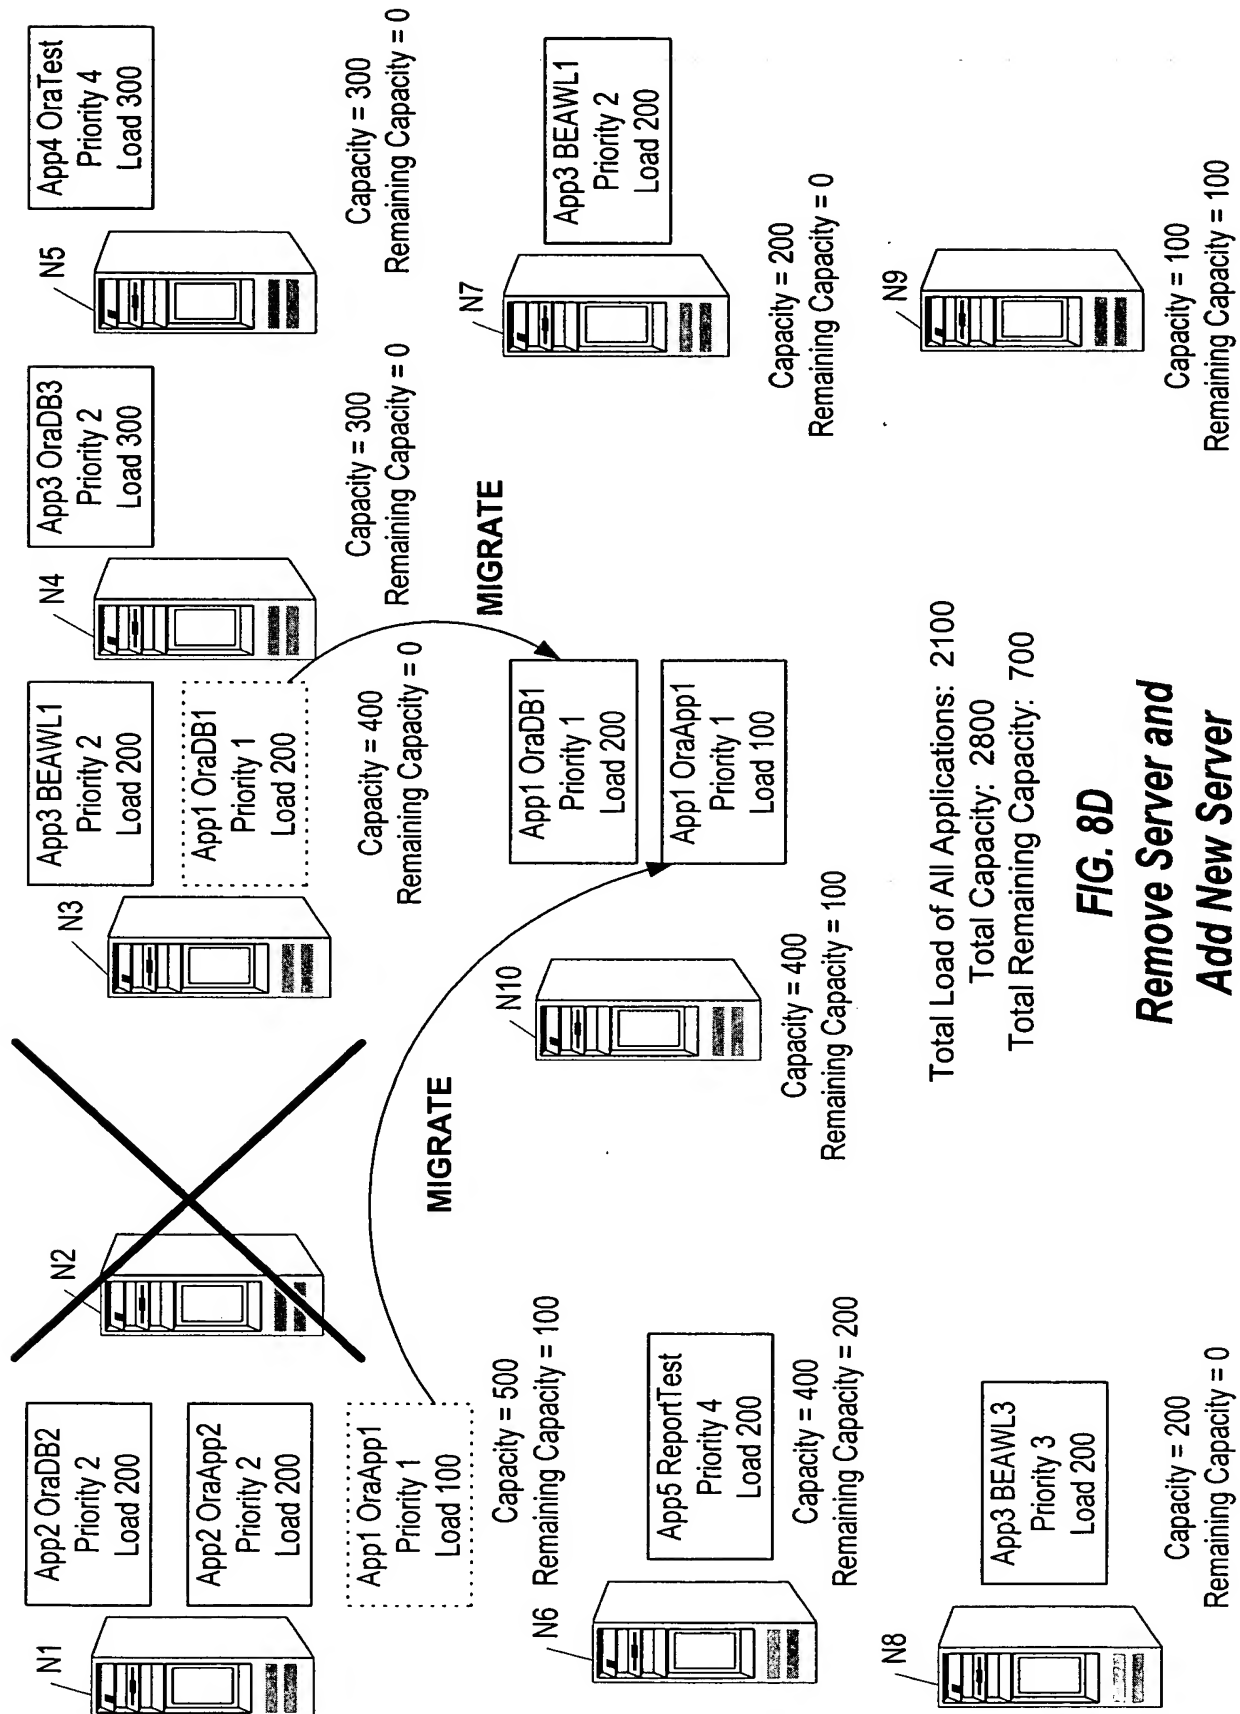 N1
App2 OraDB2
Priority 2
Load 200
App2 OraApp2
Priority 2
Load 200
App1 OraApp1
Priority 1
Load 100
Capacity = 500
Remaining Capacity = 100
N2
N3
App3 BEAWL1
Priority 2
Load 200
App1 OraDB1
Priority 1
Load 200
Capacity = 400
Remaining Capacity = 0
N4
App3 OraDB3
Priority 2
Load 300
Capacity = 300
Remaining Capacity = 0
N5
App4 OraTest
Priority 4
Load 300
Capacity = 300
Remaining Capacity = 0
MIGRATE
MIGRATE
N6
App5 ReportTest
Priority 4
Load 200
Capacity = 400
Remaining Capacity = 200
N10
App1 OraDB1
Priority 1
Load 200
App1 OraApp1
Priority 1
Load 100
Capacity = 400
Remaining Capacity = 100
N7
App3 BEAWL1
Priority 2
Load 200
Capacity = 200
Remaining Capacity = 0
N8
App3 BEAWL3
Priority 3
Load 200
Capacity = 200
Remaining Capacity = 0
Total Load of All Applications: 2100
Total Capacity: 2800
Total Remaining Capacity: 700
N9
Capacity = 100
Remaining Capacity = 100
FIG. 8D
Remove Server and
Add New Server